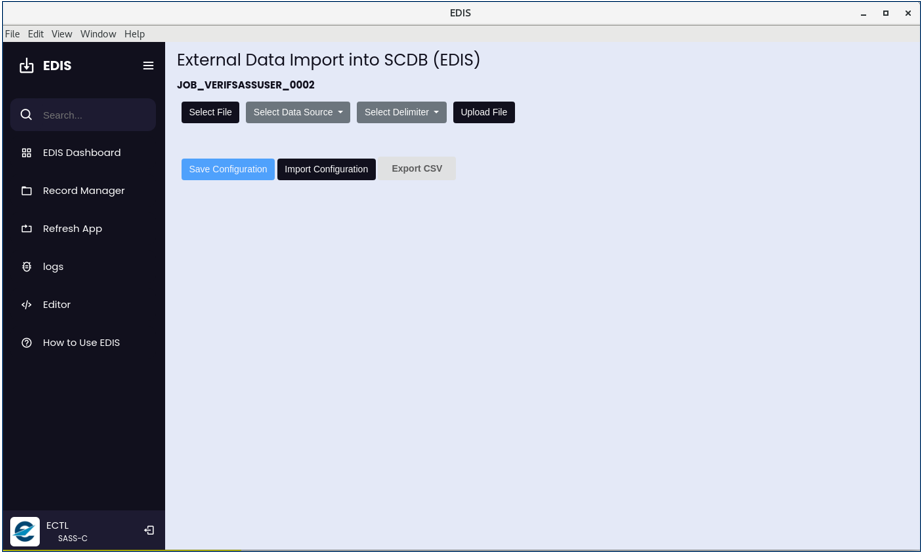 EDIS
File Edit View Window Help
EDIS
Search...
EDIS Dashboard
Record Manager
Refresh App
logs
Editor
How to Use EDIS
ECTL
SASS-C
External Data Import into SCDB (EDIS)
JOB_VERIFSASSUSER_0002
Select File Select Data Source Select Delimiter Upload File
Save Configuration Import Configuration Export CSV